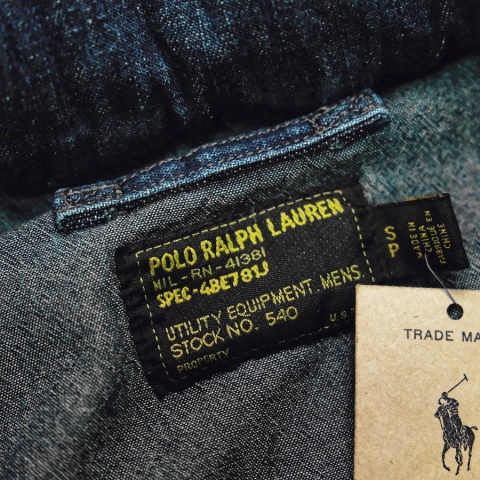 POLO RALPH LAUREN
MIL-RN-41381
SPEC-4BE781J
UTILITY EQUIPMENT, MENS
STOCK NO. 540
PROPERTY U.S
S
P
MADE IN
CHINA
FABRIQUÉ EN
CHINE
TRADE MA